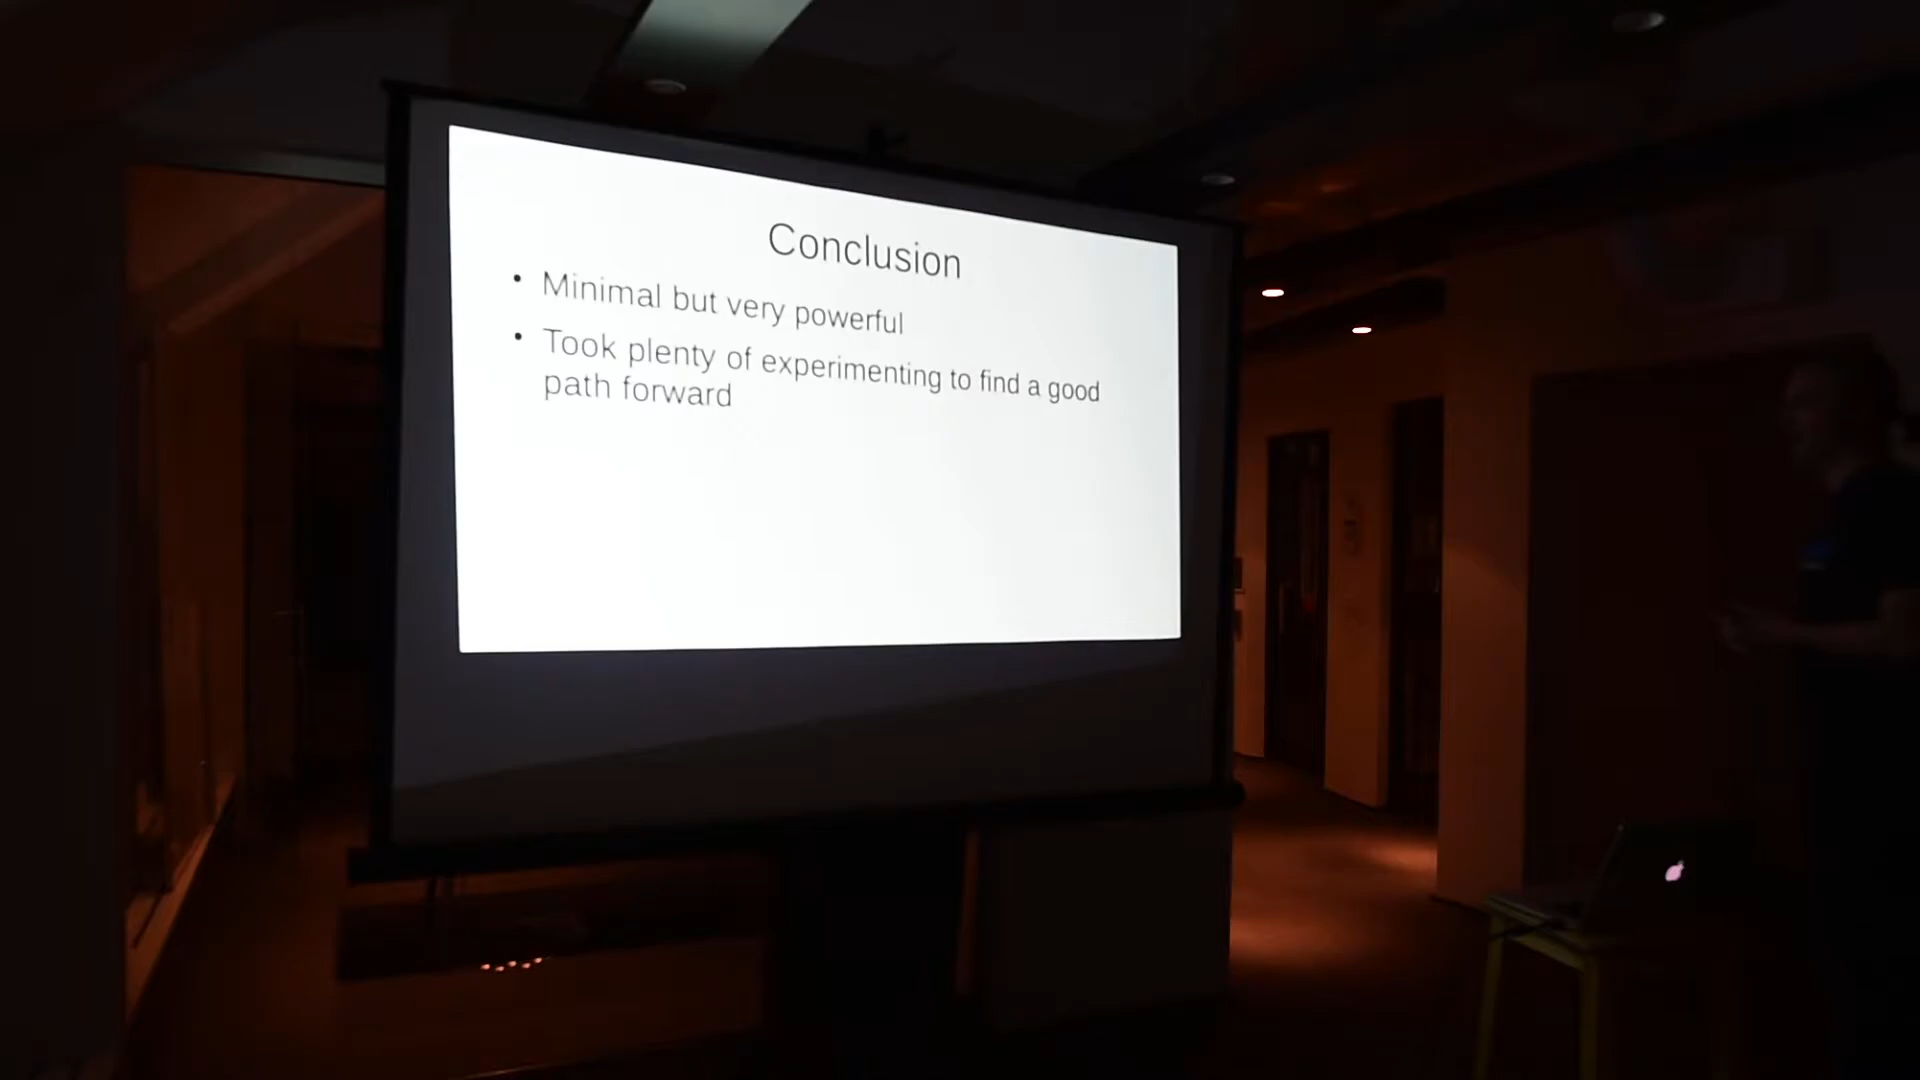 Conclusion
• Minimal but very powerful
• Took plenty of experimenting to find a good
path forward